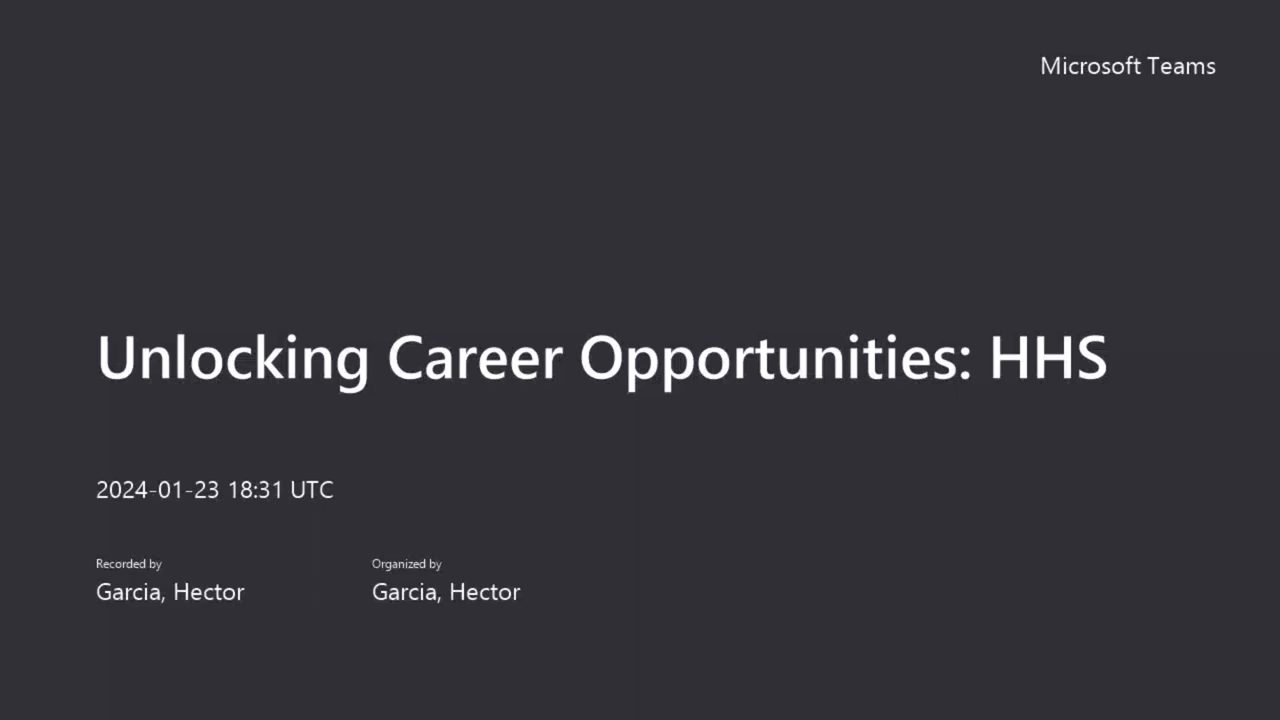 Microsoft Teams
Unlocking Career Opportunities: HHS
2024-01-23 18:31 UTC
Recorded by
Garcia, Hector
Organized by
Garcia, Hector